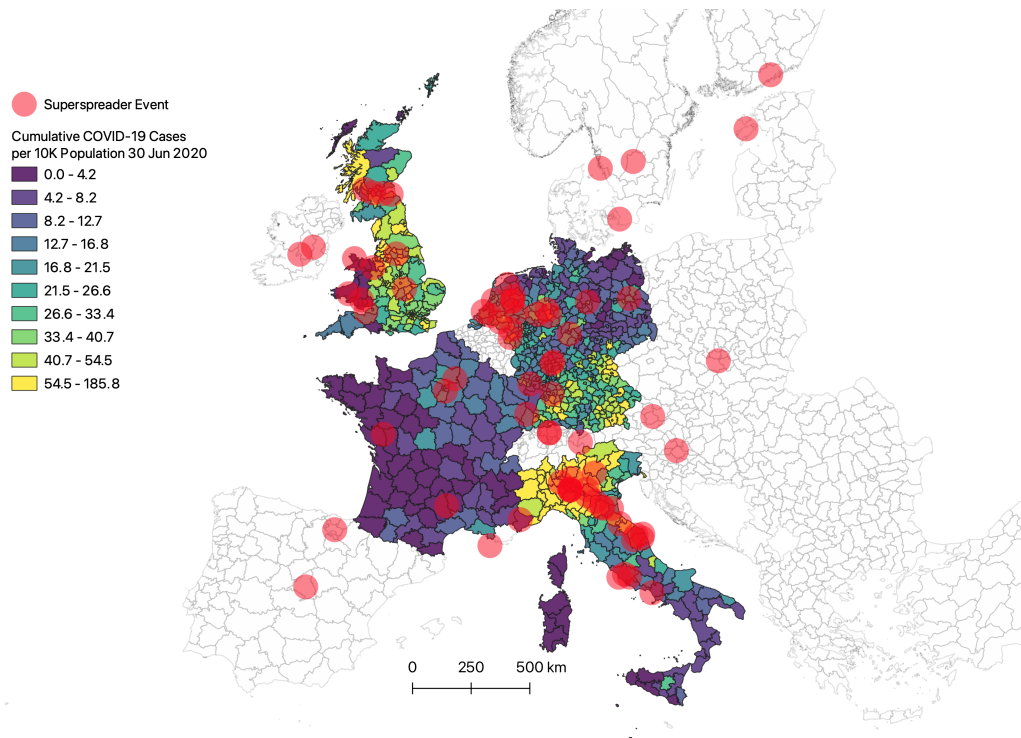 Superspreader Event
Cumulative COVID-19 Cases
per 10K Population 30 Jun 2020
0.0 - 4.2
4.2 - 8.2
8.2 - 12.7
12.7 - 16.8
16.8 - 21.5
21.5 - 26.6
26.6 - 33.4
33.4 - 40.7
40.7 - 54.5
54.5 - 185.8
0 250 500 km